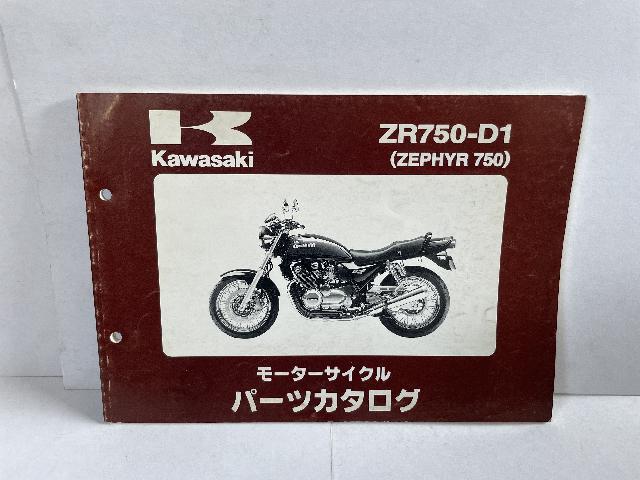 Kawasaki
ZR750-D1
(ZEPHYR 750)
モーターサイクル
パーツカタログ